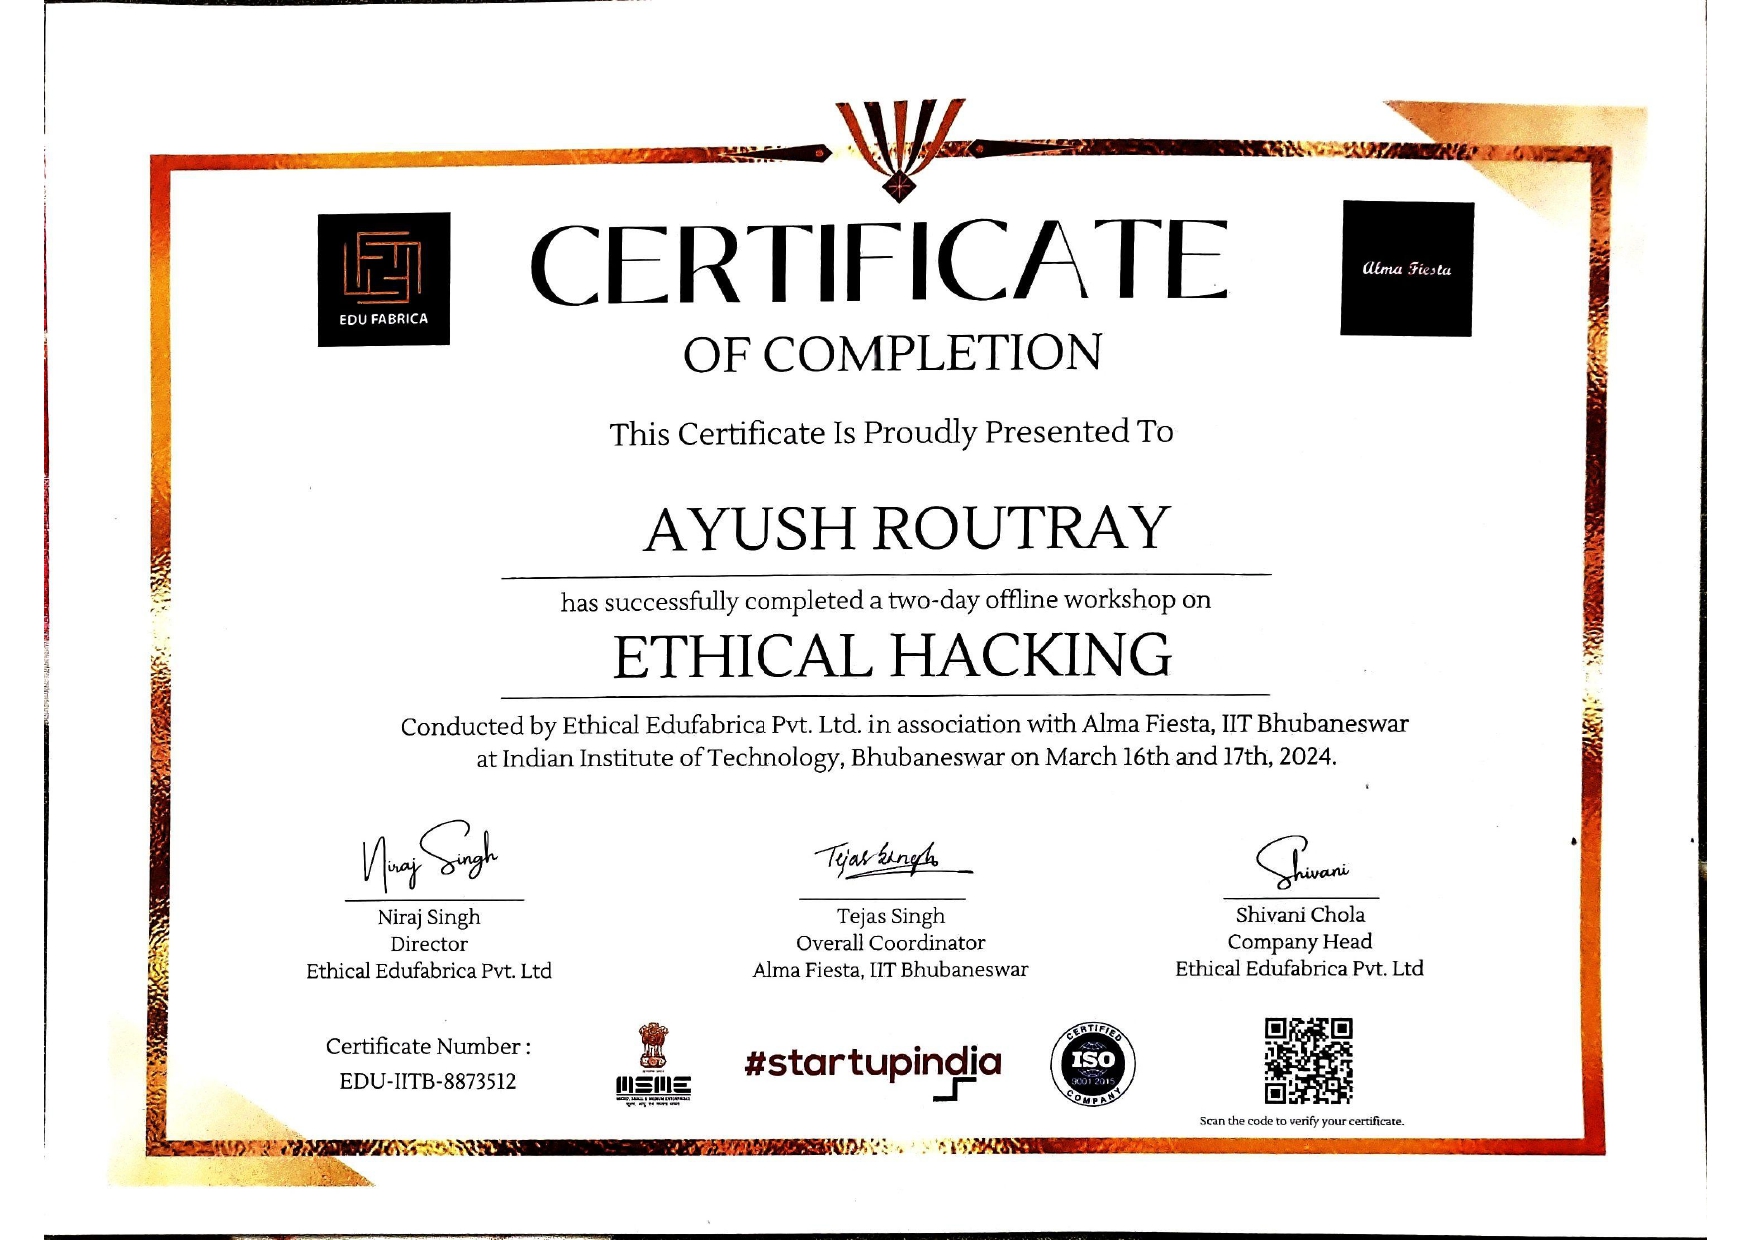 EDU FABRICA
Alma Fiesta
CERTIFICATE
OF COMPLETION
This Certificate Is Proudly Presented To
AYUSH ROUTRAY
has successfully completed a two-day offline workshop on
ETHICAL HACKING
Conducted by Ethical Edufabrica Pvt. Ltd. in association with Alma Fiesta, IIT Bhubaneswar
at Indian Institute of Technology, Bhubaneswar on March 16th and 17th, 2024.
Niraj Singh
Tejas Singh
Shivani
Niraj Singh
Director
Ethical Edufabrica Pvt. Ltd
Tejas Singh
Overall Coordinator
Alma Fiesta, IIT Bhubaneswar
Shivani Chola
Company Head
Ethical Edufabrica Pvt. Ltd
Certificate Number :
EDU-IITB-8873512
MSME
MICRO, SMALL & MEDIUM ENTERPRISES
#startupindia
CERTIFIED
ISO
9001 2015
COMPANY
Scan the code to verify your certificate.